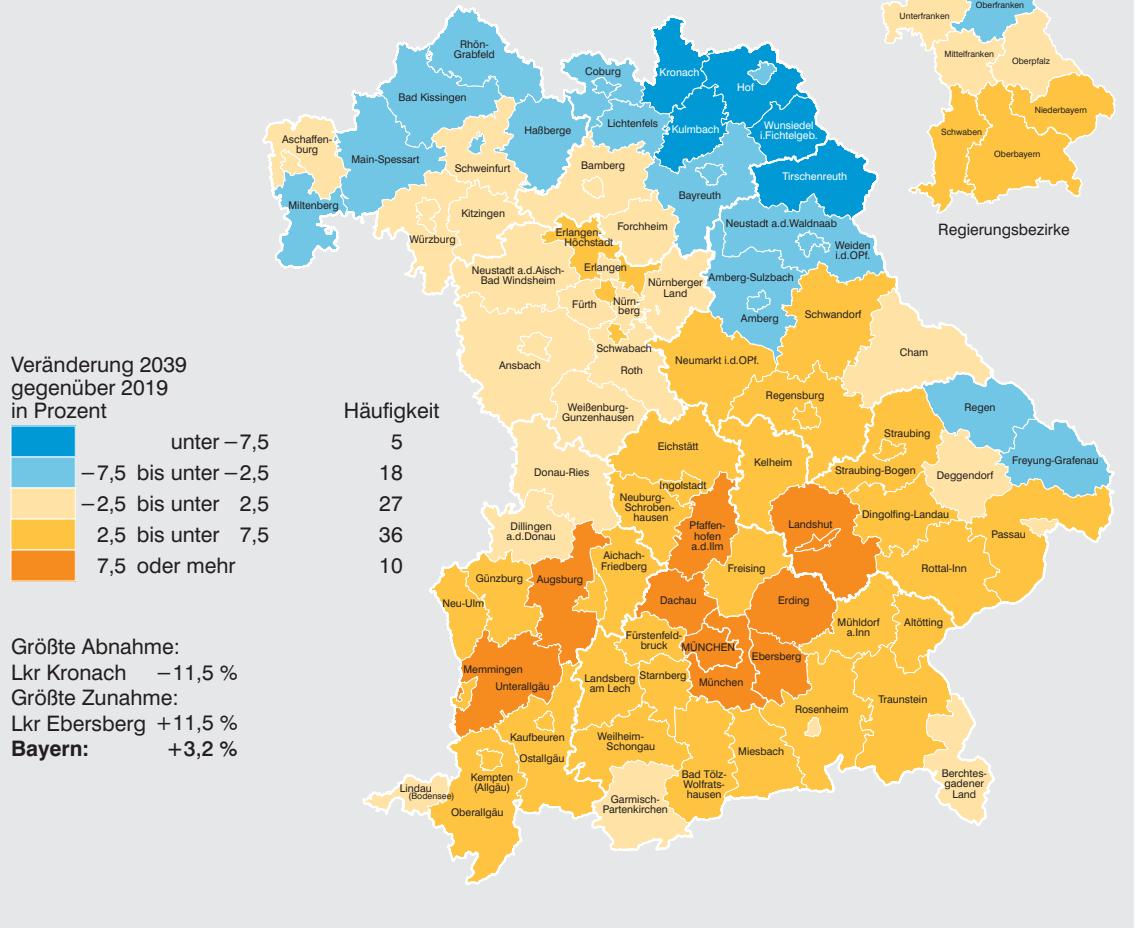 Oberfranken
Unterfranken
Mittelfranken
Oberpfalz
Niederbayern
Schwaben
Oberbayern
Regierungsbezirke
Rhön-
Grabfeld
Coburg
Kronach
Hof
Bad Kissingen
Lichtenfels
Kulmbach
Wunsiedel
i.Fichtelgeb.
Haßberge
Aschaffen-
burg
Main-Spessart
Schweinfurt
Bamberg
Tirschenreuth
Bayreuth
Miltenberg
Kitzingen
Würzburg
Forchheim
Erlangen-
Höchstadt
Neustadt a.d.Waldnaab
Weiden
i.d.OPf.
Erlangen
Neustadt a.d.Aisch-
Bad Windsheim
Nürnberger
Land
Amberg-Sulzbach
Fürth
Nürn-
berg
Amberg
Schwandorf
Schwabach
Ansbach
Roth
Neumarkt i.d.OPf.
Cham
Weißenburg-
Gunzenhausen
Regensburg
Regen
Straubing
Eichstätt
Kelheim
Straubing-Bogen
Freyung-Grafenau
Deggendorf
Donau-Ries
Ingolstadt
Neuburg-
Schroben-
hausen
Dingolfing-Landau
Pfaffen-
hofen
a.d.Ilm
Landshut
Passau
Dillingen
a.d.Donau
Aichach-
Friedberg
Freising
Rottal-Inn
Günzburg
Augsburg
Neu-Ulm
Dachau
Erding
Mühldorf
a.Inn
Altötting
Fürstenfeld-
bruck
MÜNCHEN
Ebersberg
Memmingen
Unterallgäu
Landsberg
am Lech
Starnberg
München
Rosenheim
Traunstein
Kaufbeuren
Ostallgäu
Weilheim-
Schongau
Miesbach
Kempten
(Allgäu)
Bad Tölz-
Wolfrats-
hausen
Berchtes-
gadener
Land
Lindau
(Bodensee)
Oberallgäu
Garmisch-
Partenkirchen
Veränderung 2039
gegenüber 2019
in Prozent Häufigkeit
unter −7,5 5
−7,5 bis unter −2,5 18
−2,5 bis unter 2,5 27
2,5 bis unter 7,5 36
7,5 oder mehr 10
Größte Abnahme:
Lkr Kronach −11,5 %
Größte Zunahme:
Lkr Ebersberg +11,5 %
Bayern: +3,2 %